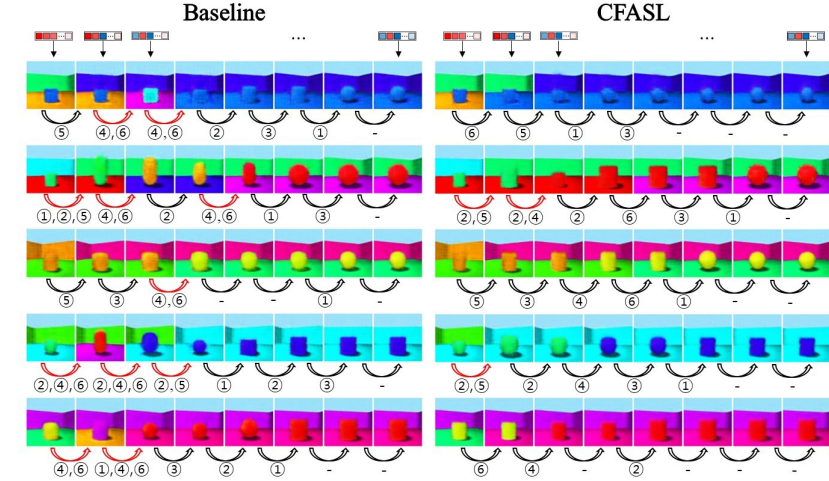 Baseline CFASL
... ...
⑤ ④,⑥ ④,⑥ ② ③ ① - ⑥ ⑤ ① ③ - - -
①,②,⑤ ④,⑥ ② ④,⑥ ① ③ - ②,⑤ ②,④ ② ⑥ ③ ① -
⑤ ③ ④,⑥ - - ① - ⑤ ③ ④ ⑥ ① - -
②,④,⑥ ②,④,⑥ ②,⑤ ① ② ③ - ②,⑤ ② ④ ③ ① - -
④,⑥ ①,④,⑥ ③ ② ① - - ⑥ ④ - ② - - -